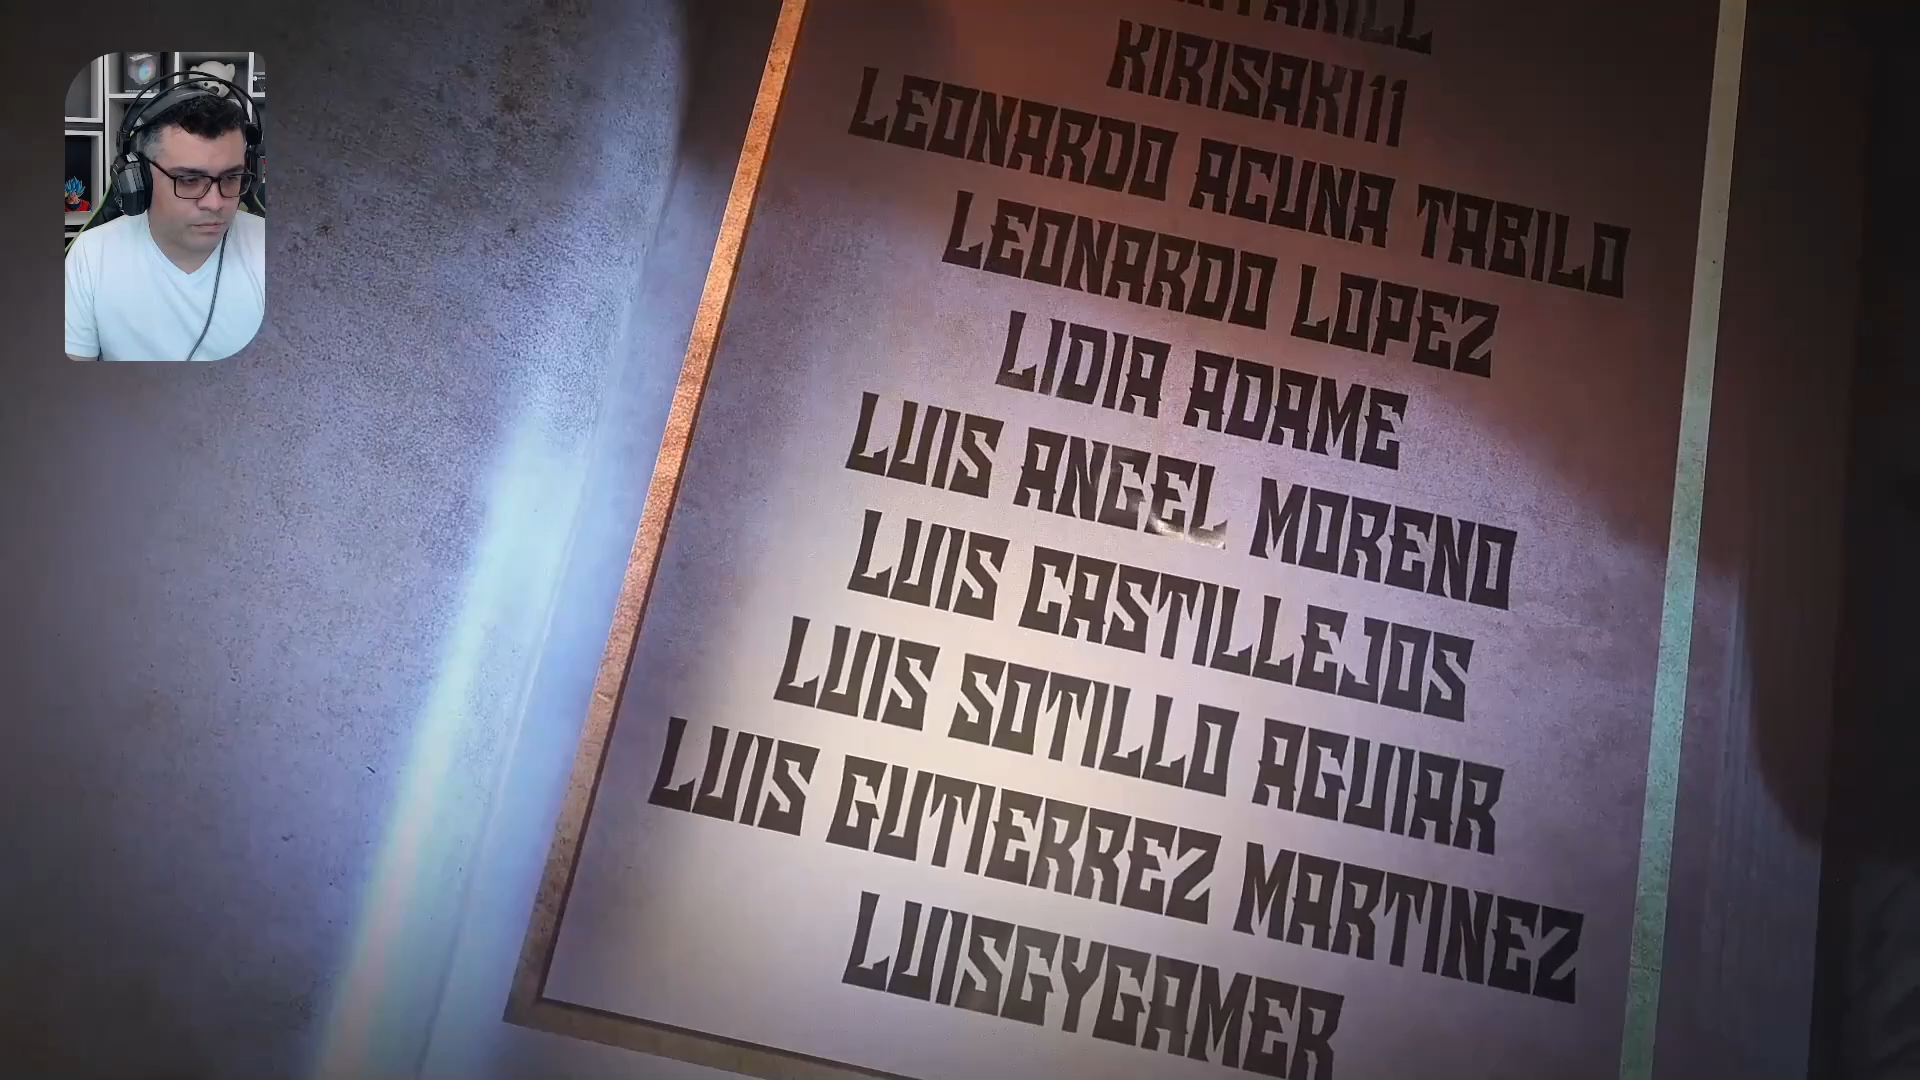 KIRISAKI11
LEONARDO ACUNA TABILO
LEONARDO LOPEZ
LIDIA ADAME
LUIS ANGEL MORENO
LUIS CASTILLEJOS
LUIS SOTILLO AGUIAR
LUIS GUTIERREZ MARTINEZ
LUISGYGAMER